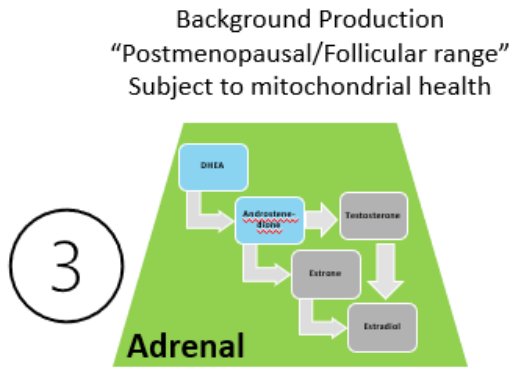 Background Production
“Postmenopausal/Follicular range”
Subject to mitochondrial health
DHEA
Androstene-
dione
Testosterone
3
Estrone
Estradiol
Adrenal